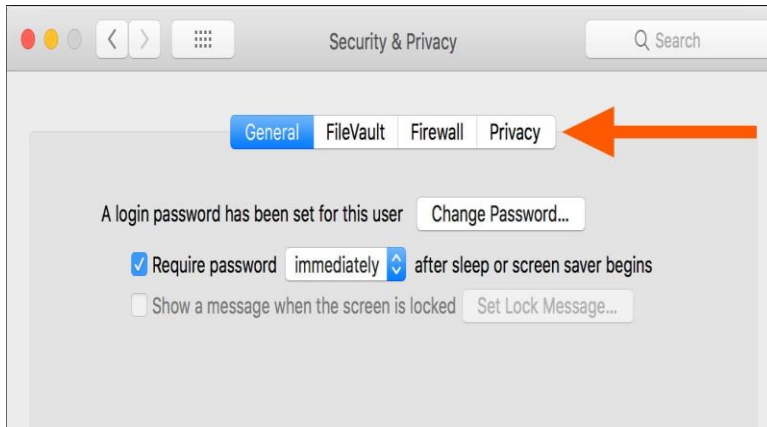 Security & Privacy Search
General FileVault Firewall Privacy
A login password has been set for this user Change Password...
Require password immediately after sleep or screen saver begins
Show a message when the screen is locked Set Lock Message...